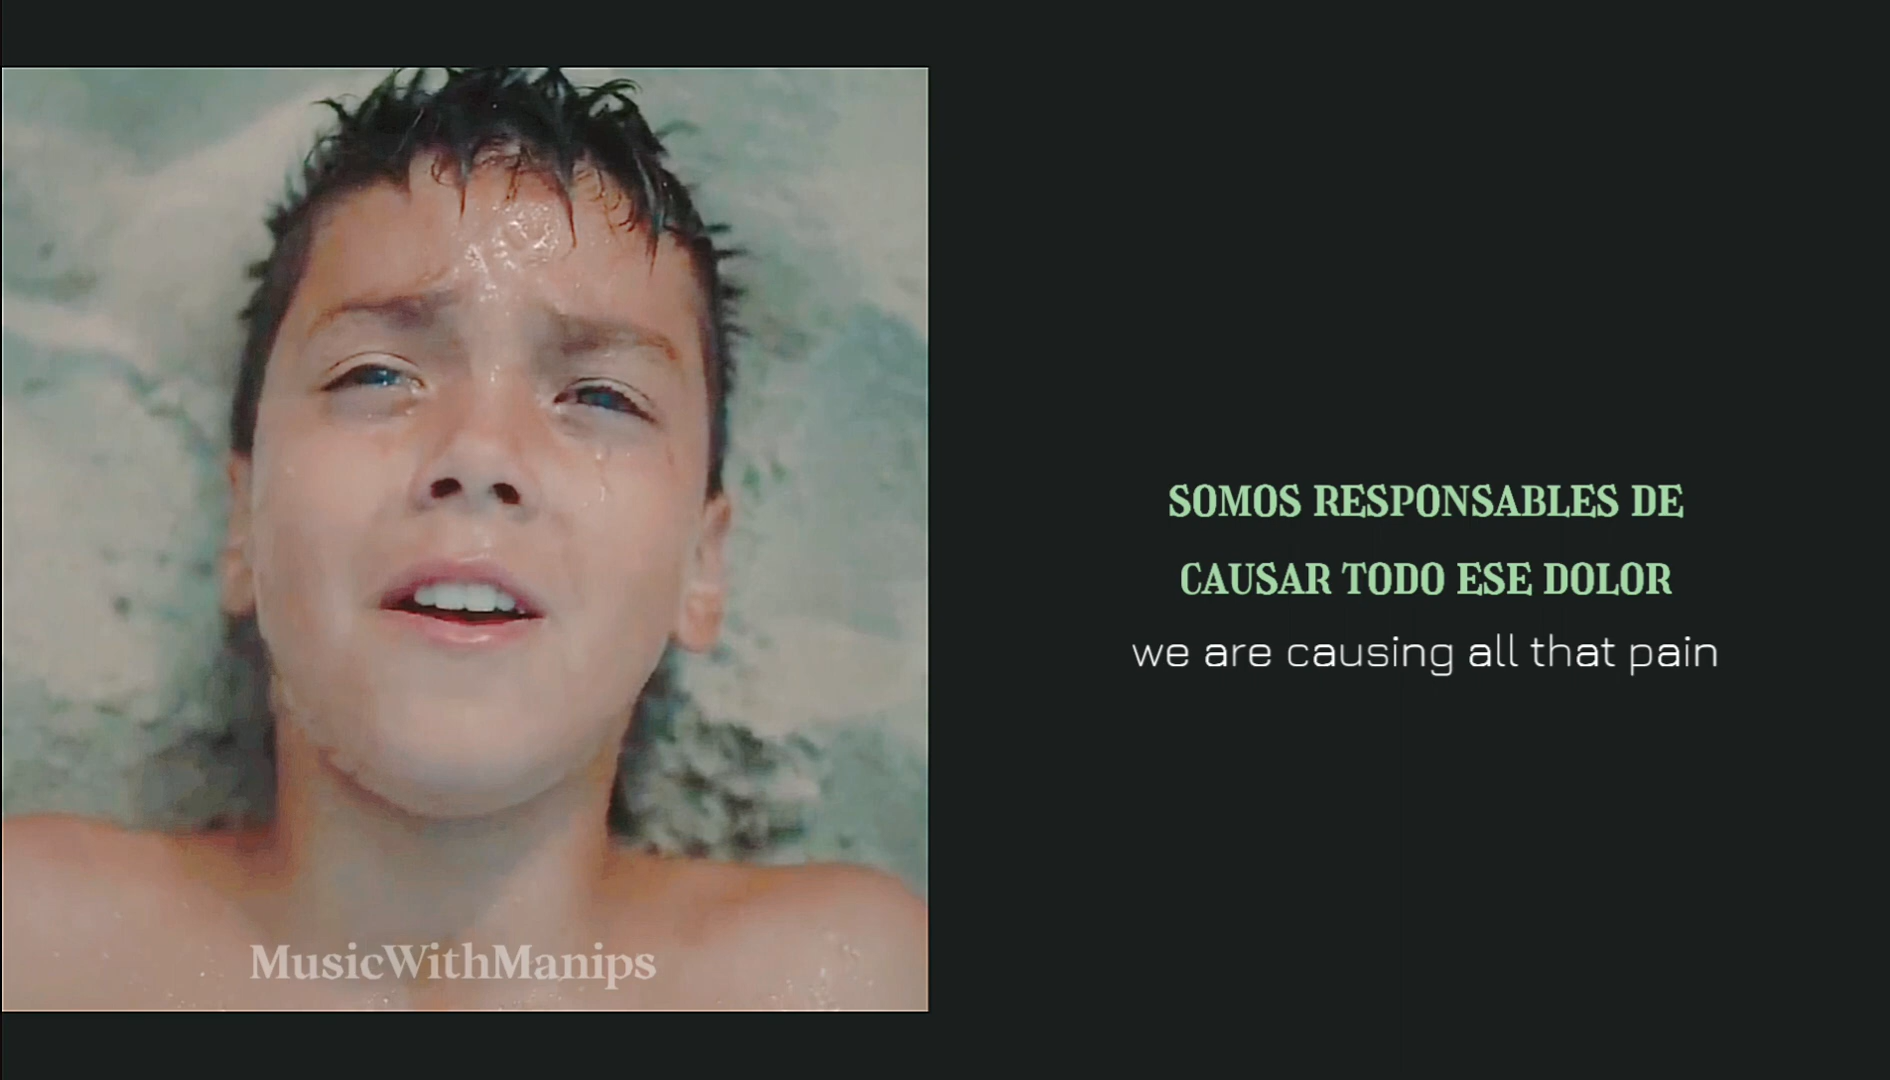 SOMOS RESPONSABLES DE
CAUSAR TODO ESE DOLOR
we are causing all that pain
MusicWithManips